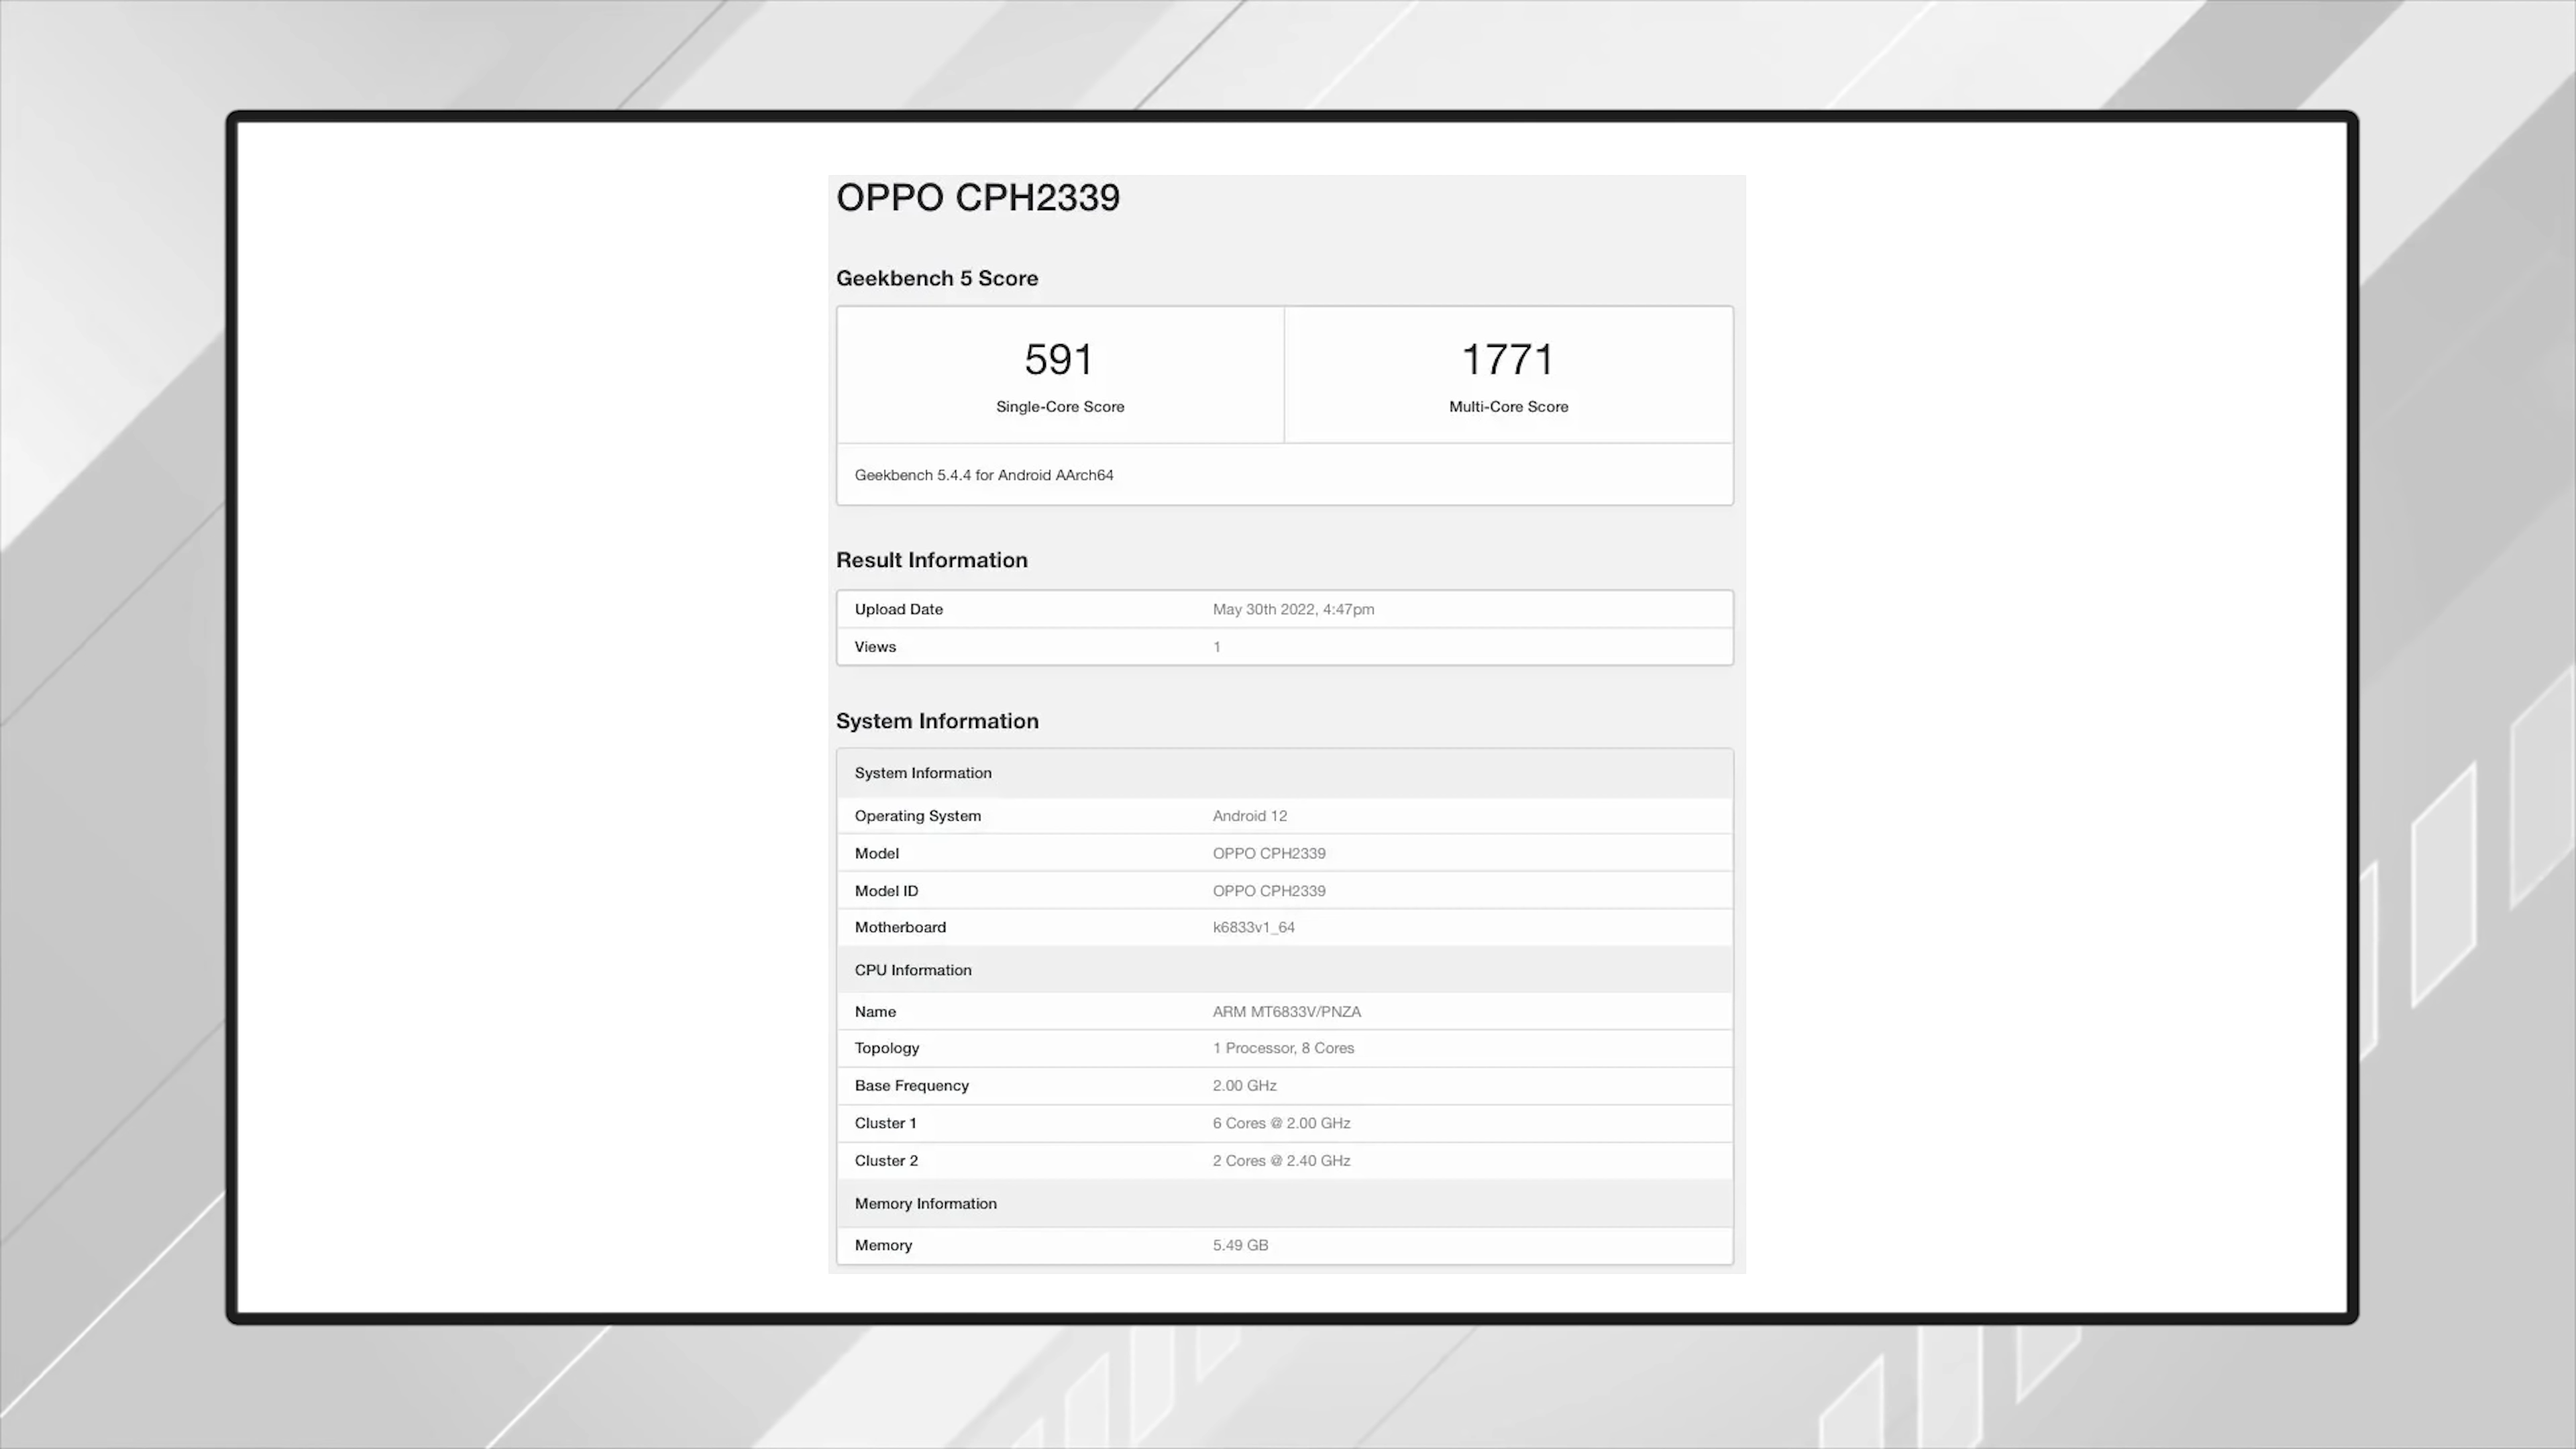 OPPO CPH2339
Geekbench 5 Score
591
Single-Core Score
1771
Multi-Core Score
Geekbench 5.4.4 for Android AArch64
Result Information
Upload Date May 30th 2022, 4:47pm
Views 1
System Information
System Information
Operating System Android 12
Model OPPO CPH2339
Model ID OPPO CPH2339
Motherboard k6833v1_64
CPU Information
Name ARM MT6833V/PNZA
Topology 1 Processor, 8 Cores
Base Frequency 2.00 GHz
Cluster 1 6 Cores @ 2.00 GHz
Cluster 2 2 Cores @ 2.40 GHz
Memory Information
Memory 5.49 GB